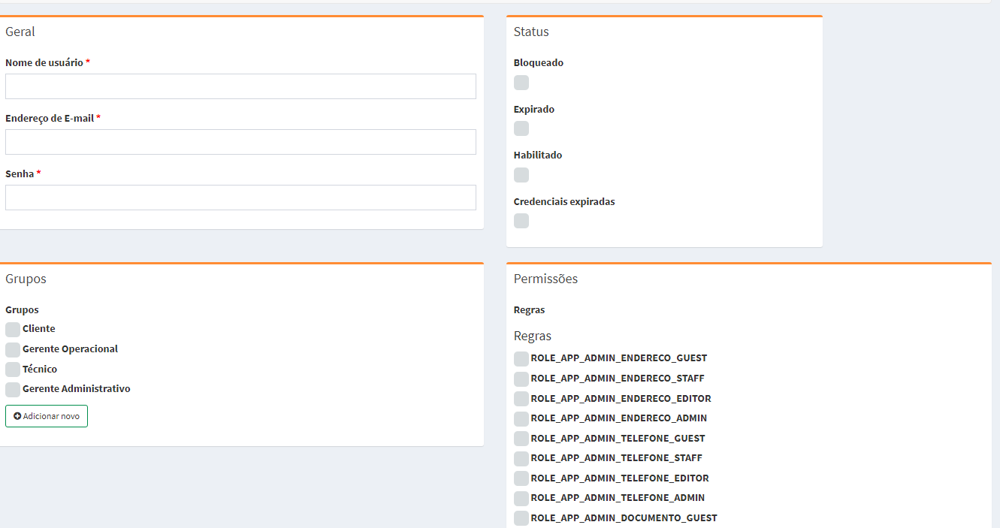 Geral
Nome de usuário *
Endereço de E-mail *
Senha *
Status
Bloqueado
Expirado
Habilitado
Credenciais expiradas
Grupos
Grupos
Cliente
Gerente Operacional
Técnico
Gerente Administrativo
Adicionar novo
Permissões
Regras
Regras
ROLE_APP_ADMIN_ENDERECO_GUEST
ROLE_APP_ADMIN_ENDERECO_STAFF
ROLE_APP_ADMIN_ENDERECO_EDITOR
ROLE_APP_ADMIN_ENDERECO_ADMIN
ROLE_APP_ADMIN_TELEFONE_GUEST
ROLE_APP_ADMIN_TELEFONE_STAFF
ROLE_APP_ADMIN_TELEFONE_EDITOR
ROLE_APP_ADMIN_TELEFONE_ADMIN
ROLE_APP_ADMIN_DOCUMENTO_GUEST